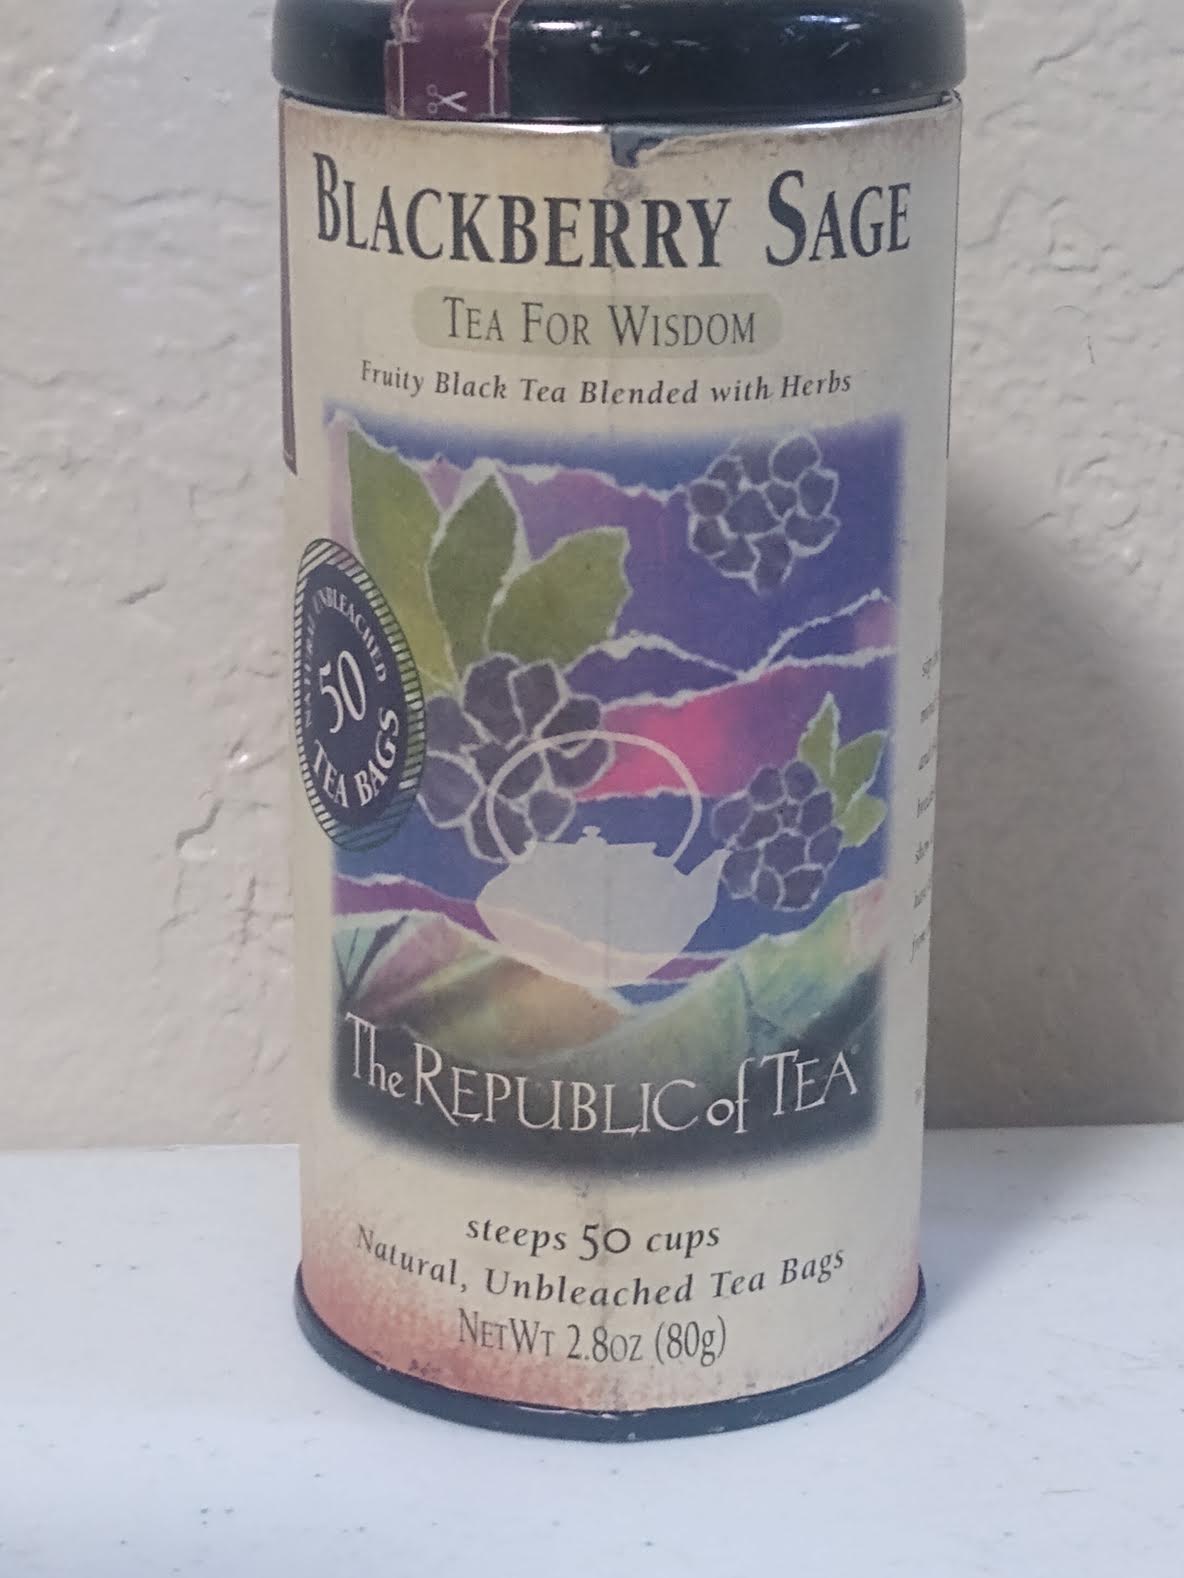 BLACKBERRY SAGE
TEA FOR WISDOM
Fruity Black Tea Blended with Herbs
NATURAL UNBLEACHED
50
TEA BAGS
The REPUBLIC of TEA
steeps 50 cups
Natural, Unbleached Tea Bags
NETWT 2.8OZ (80g)